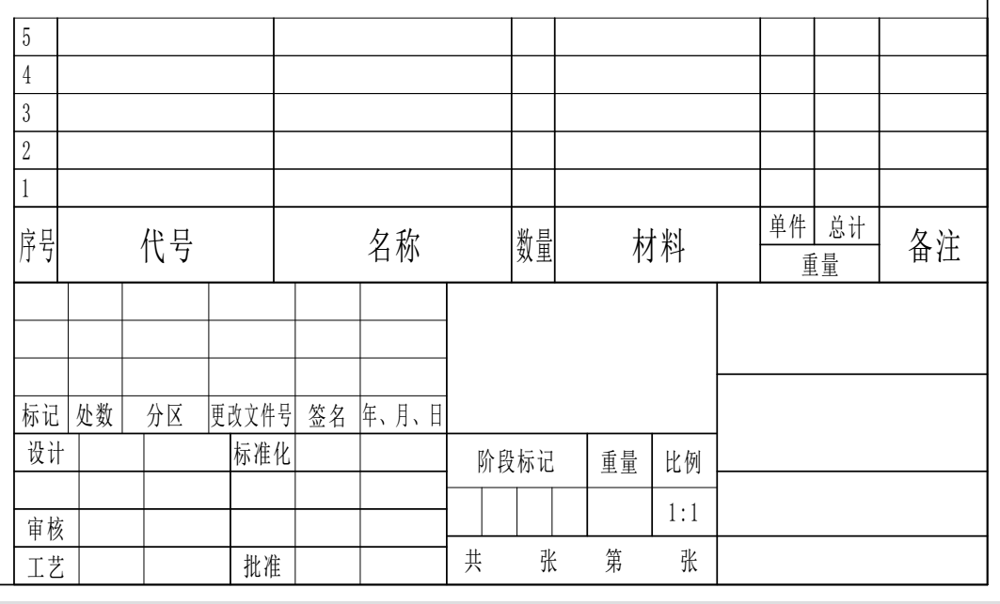 5
4
3
2
1
序号 代号 名称 数量 材料 单件 总计 备注
重量
标记 处数 分区 更改文件号 签名 年、月、日
设计 标准化 阶段标记 重量 比例
1:1
审核
工艺 批准 共 张 第 张